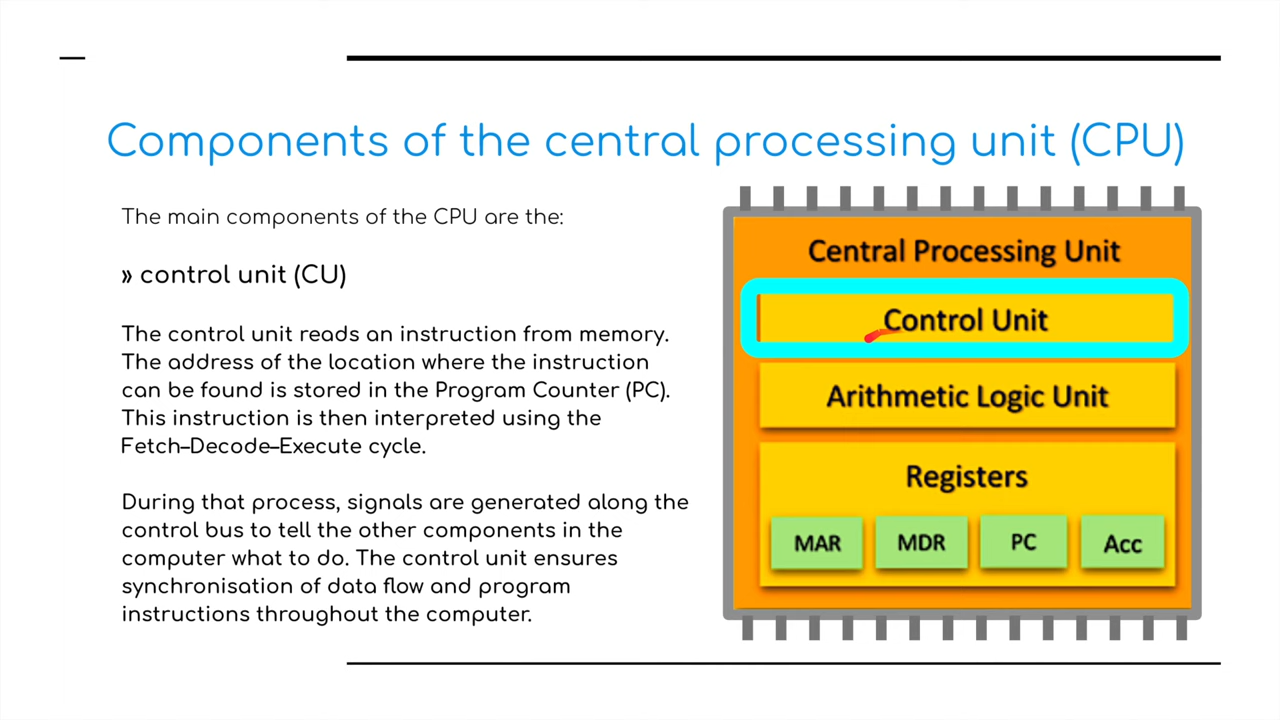 Components of the central processing unit (CPU)
The main components of the CPU are the:
» control unit (CU)
The control unit reads an instruction from memory.
The address of the location where the instruction
can be found is stored in the Program Counter (PC).
This instruction is then interpreted using the
Fetch–Decode–Execute cycle.
During that process, signals are generated along the
control bus to tell the other components in the
computer what to do. The control unit ensures
synchronisation of data flow and program
instructions throughout the computer.
Central Processing Unit
Control Unit
Arithmetic Logic Unit
Registers
MAR MDR PC Acc